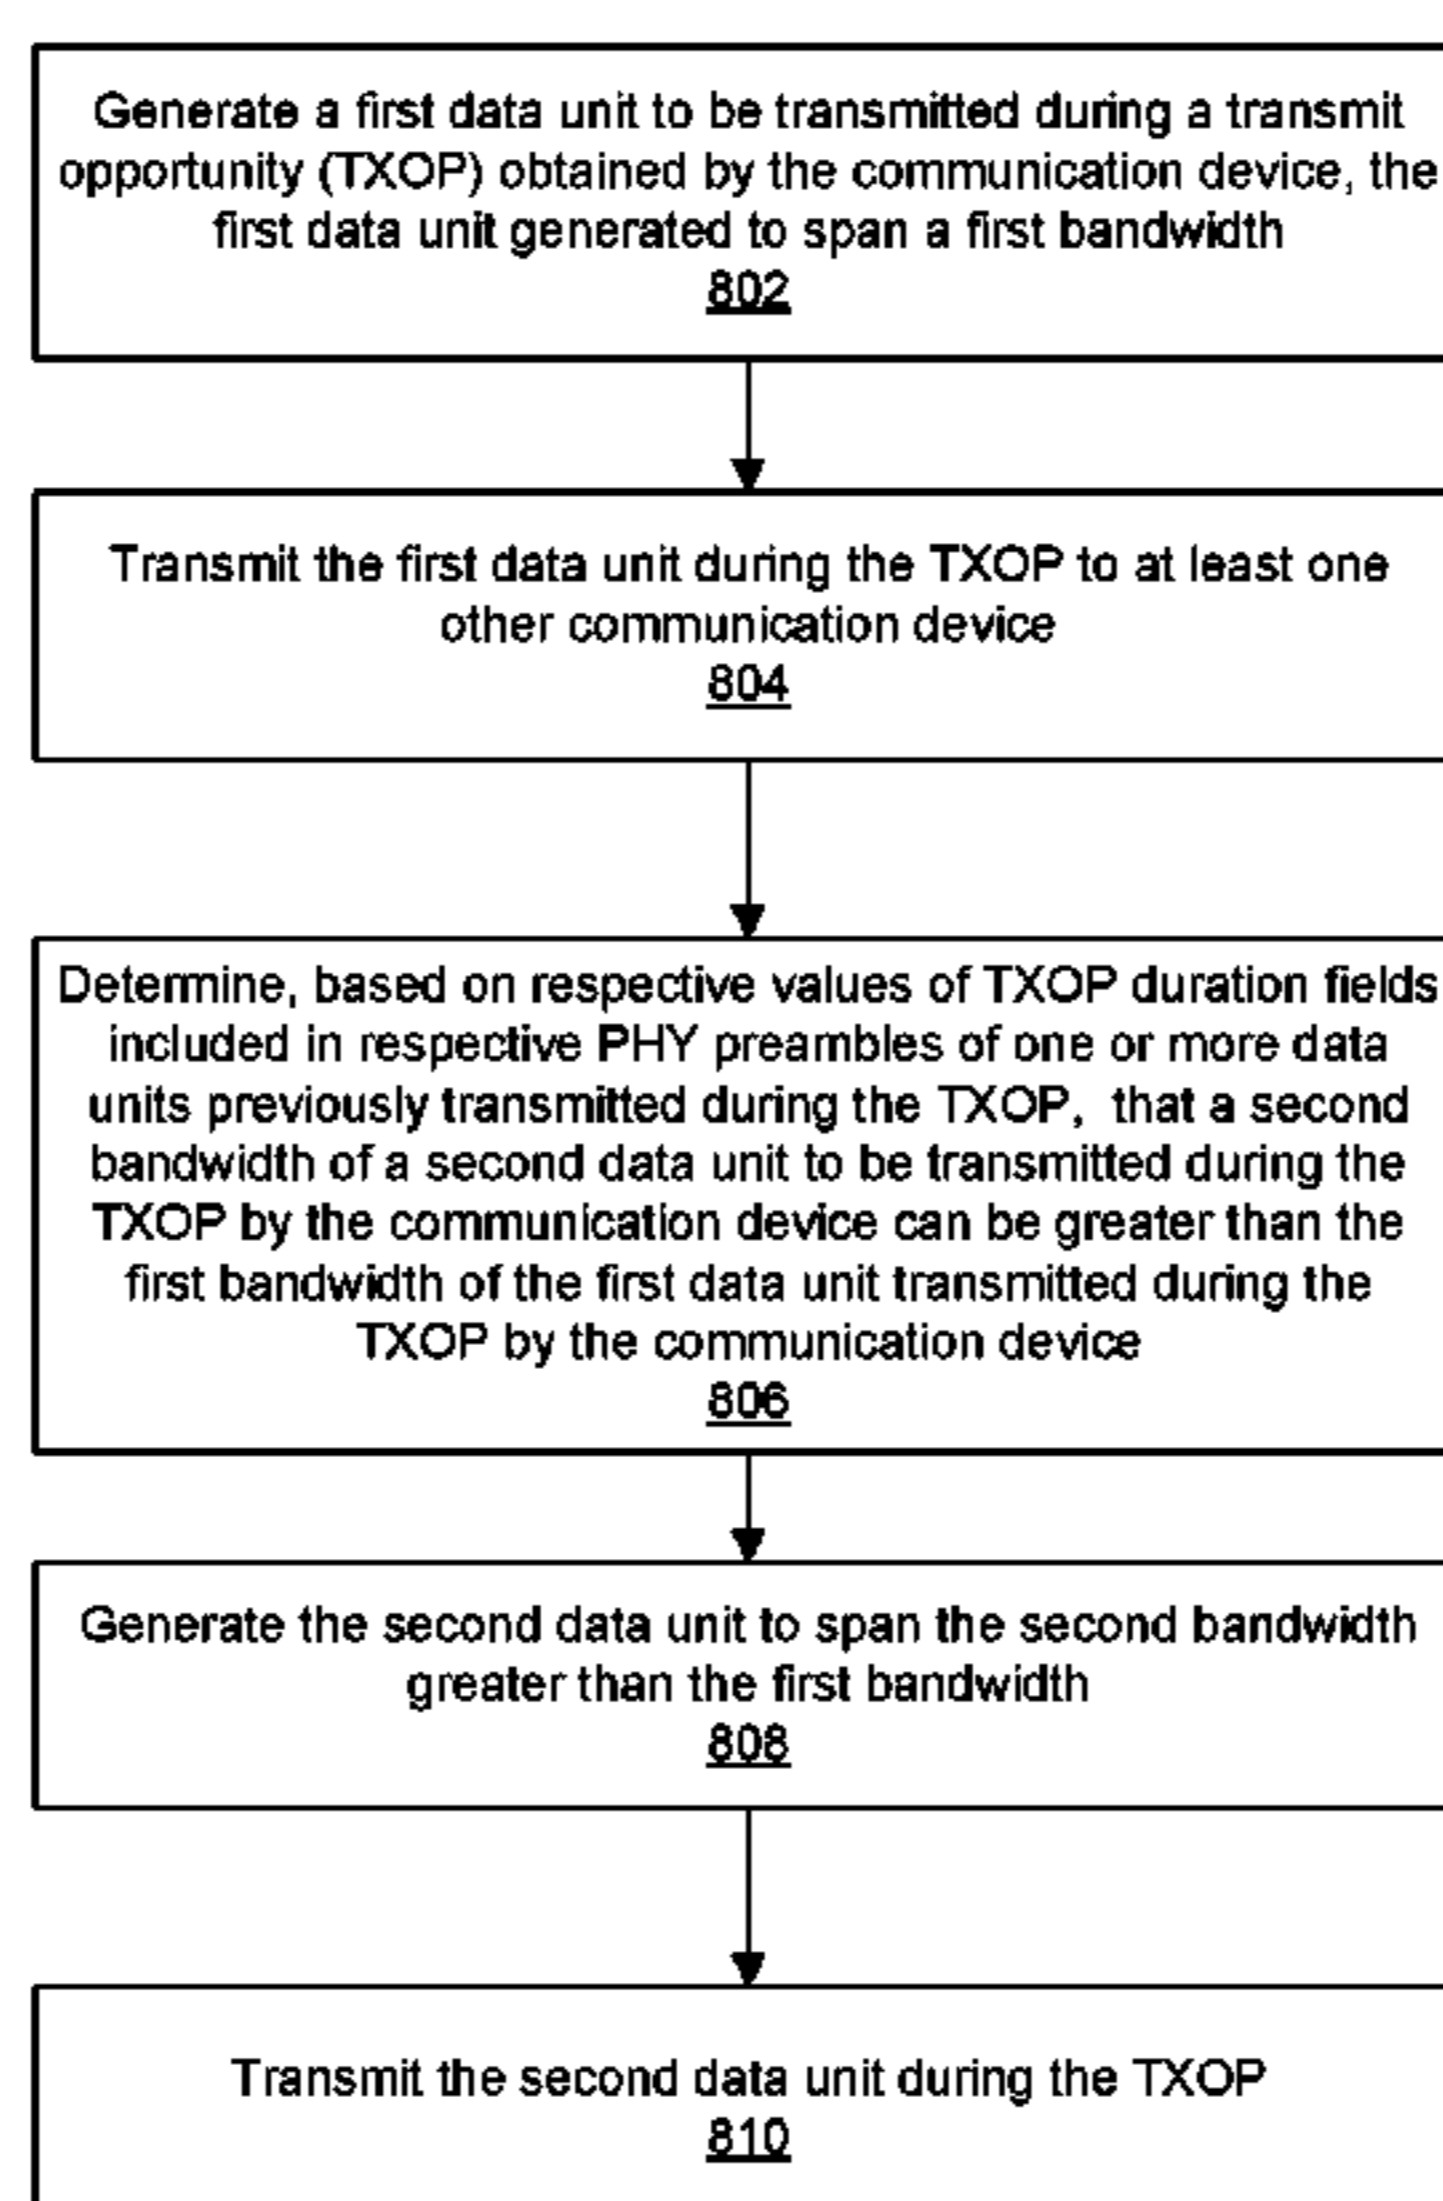 Generate a first data unit to be transmitted during a transmit
opportunity (TXOP) obtained by the communication device, the
first data unit generated to span a first bandwidth
802
Transmit the first data unit during the TXOP to at least one
other communication device
804
Determine, based on respective values of TXOP duration fields
included in respective PHY preambles of one or more data
units previously transmitted during the TXOP, that a second
bandwidth of a second data unit to be transmitted during the
TXOP by the communication device can be greater than the
first bandwidth of the first data unit transmitted during the
TXOP by the communication device
806
Generate the second data unit to span the second bandwidth
greater than the first bandwidth
808
Transmit the second data unit during the TXOP
810